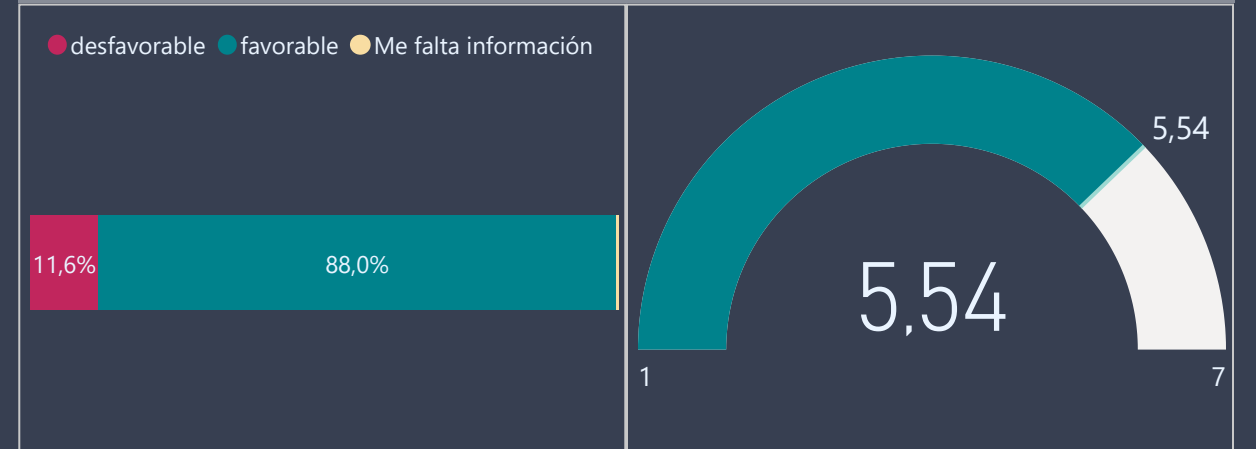 desfavorable favorable Me falta información
11,6% 88,0%
5,54
5,54
1 7